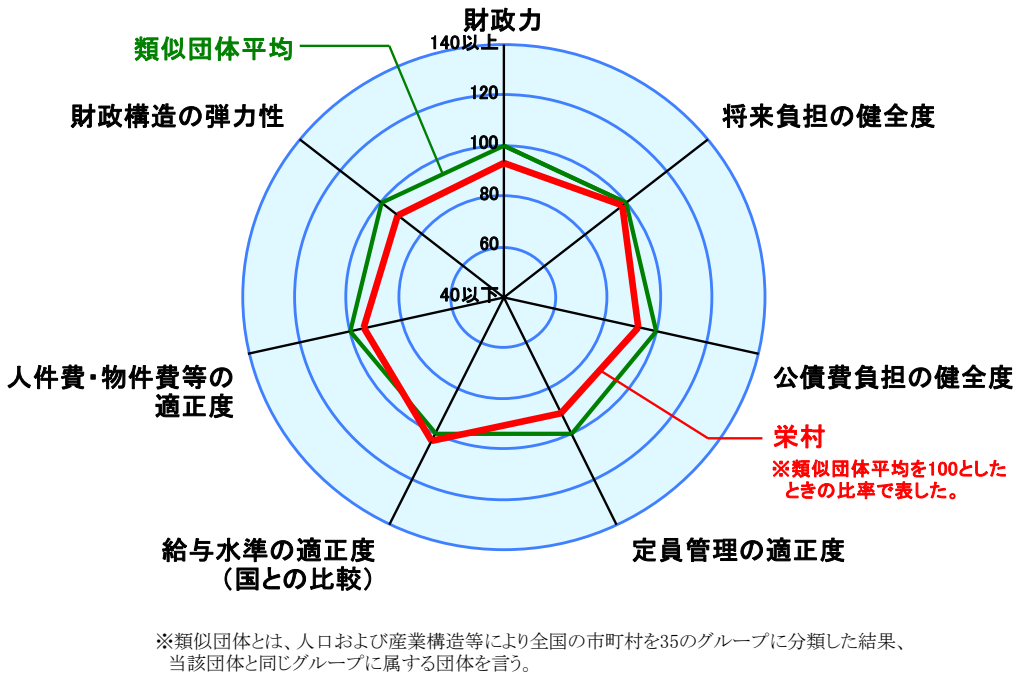 財政力
140以上
類似団体平均
120
財政構造の弾力性
将来負担の健全度
100
80
60
40以下
人件費・物件費等の
適正度
公債費負担の健全度
栄村
※類似団体平均を100とした
ときの比率で表した。
給与水準の適正度
（国との比較）
定員管理の適正度
※類似団体とは、人口および産業構造等により全国の市町村を35のグループに分類した結果、
当該団体と同じグループに属する団体を言う。